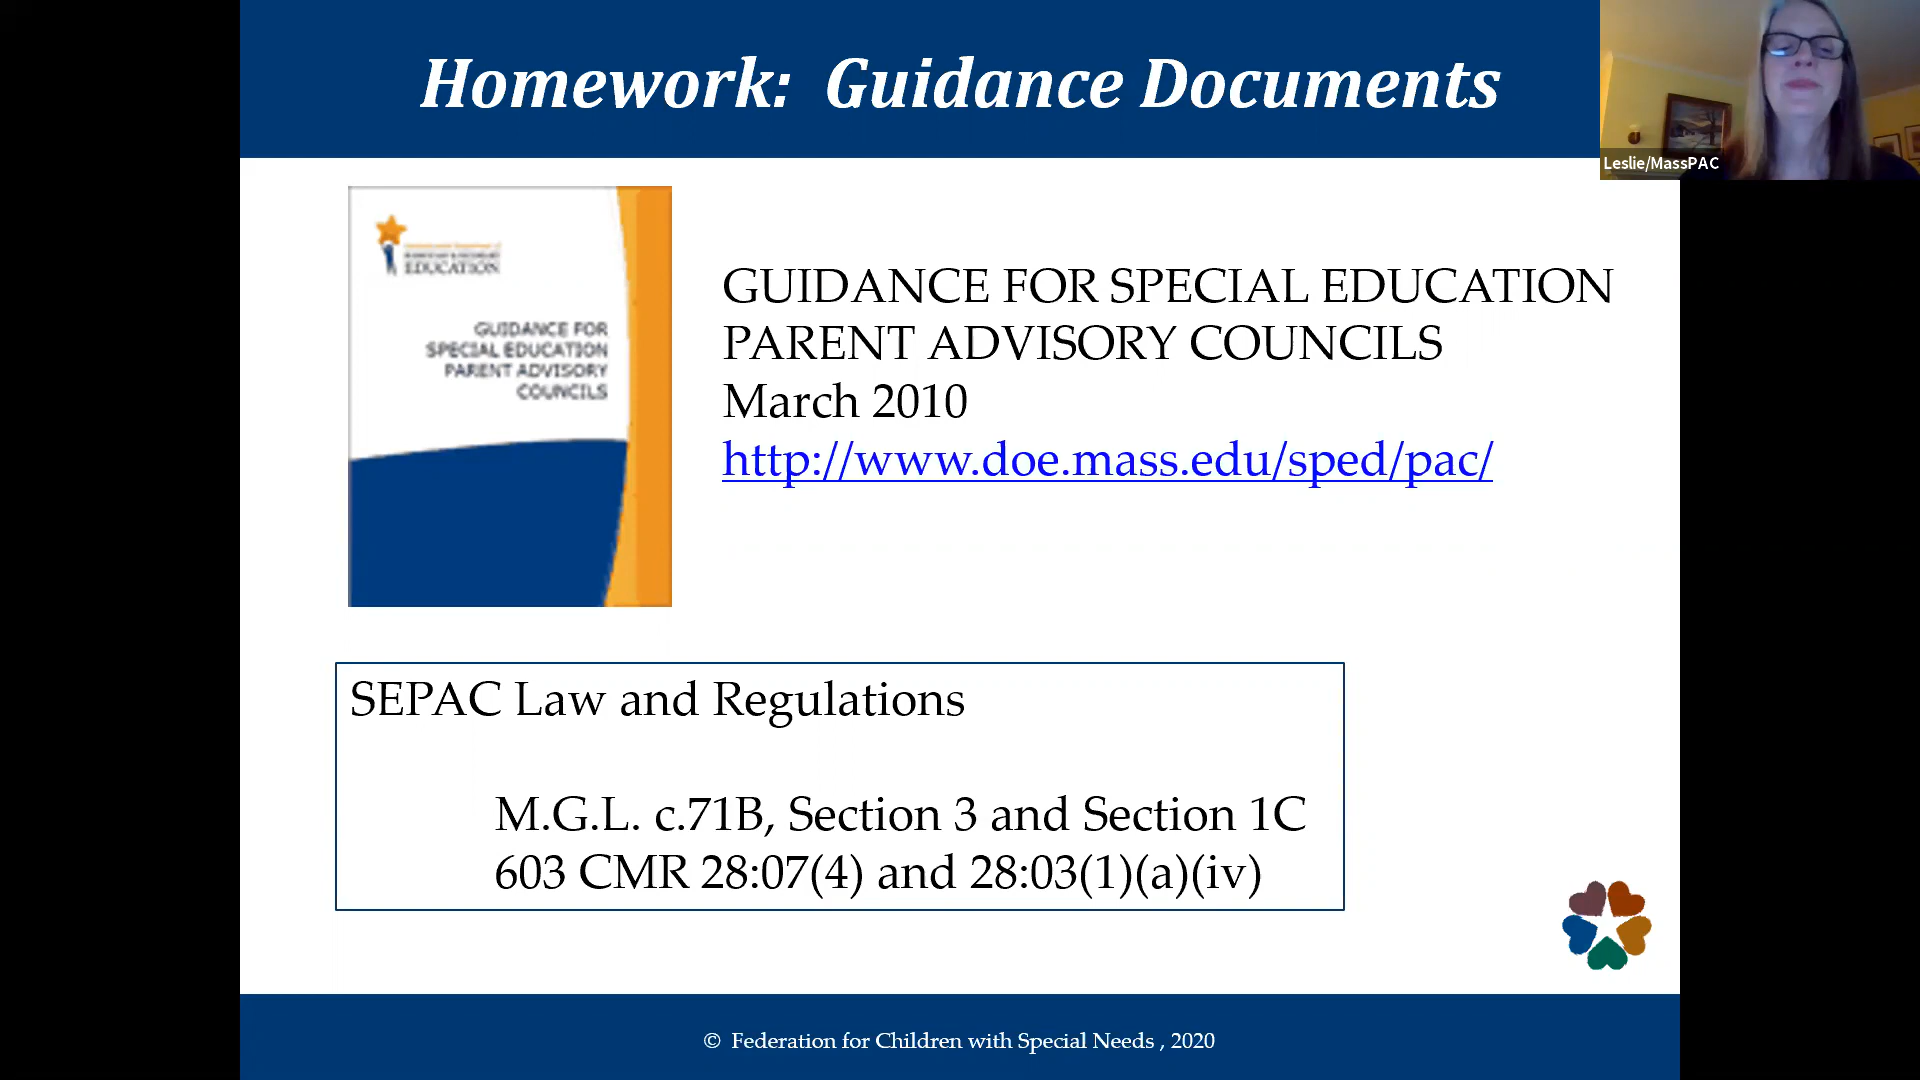 Homework: Guidance Documents
Leslie/MassPAC
EDUCATION
GUIDANCE FOR
SPECIAL EDUCATION
PARENT ADVISORY
COUNCILS
GUIDANCE FOR SPECIAL EDUCATION
PARENT ADVISORY COUNCILS
March 2010
http://www.doe.mass.edu/sped/pac/
SEPAC Law and Regulations
M.G.L. c.71B, Section 3 and Section 1C
603 CMR 28:07(4) and 28:03(1)(a)(iv)
© Federation for Children with Special Needs , 2020